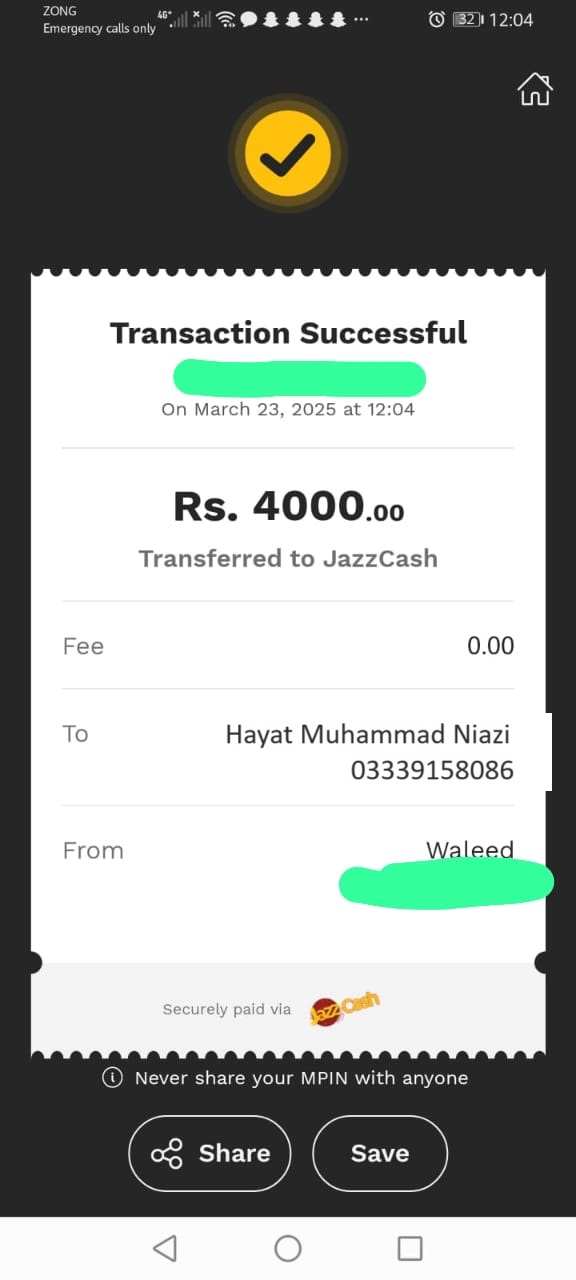 ZONG
Emergency calls only
4G+
32
12:04
Transaction Successful
On March 23, 2025 at 12:04
Rs. 4000.00
Transferred to JazzCash
Fee 0.00
To Hayat Muhammad Niazi
03339158086
From Waleed
Securely paid via JazzCash
Never share your MPIN with anyone
Share Save